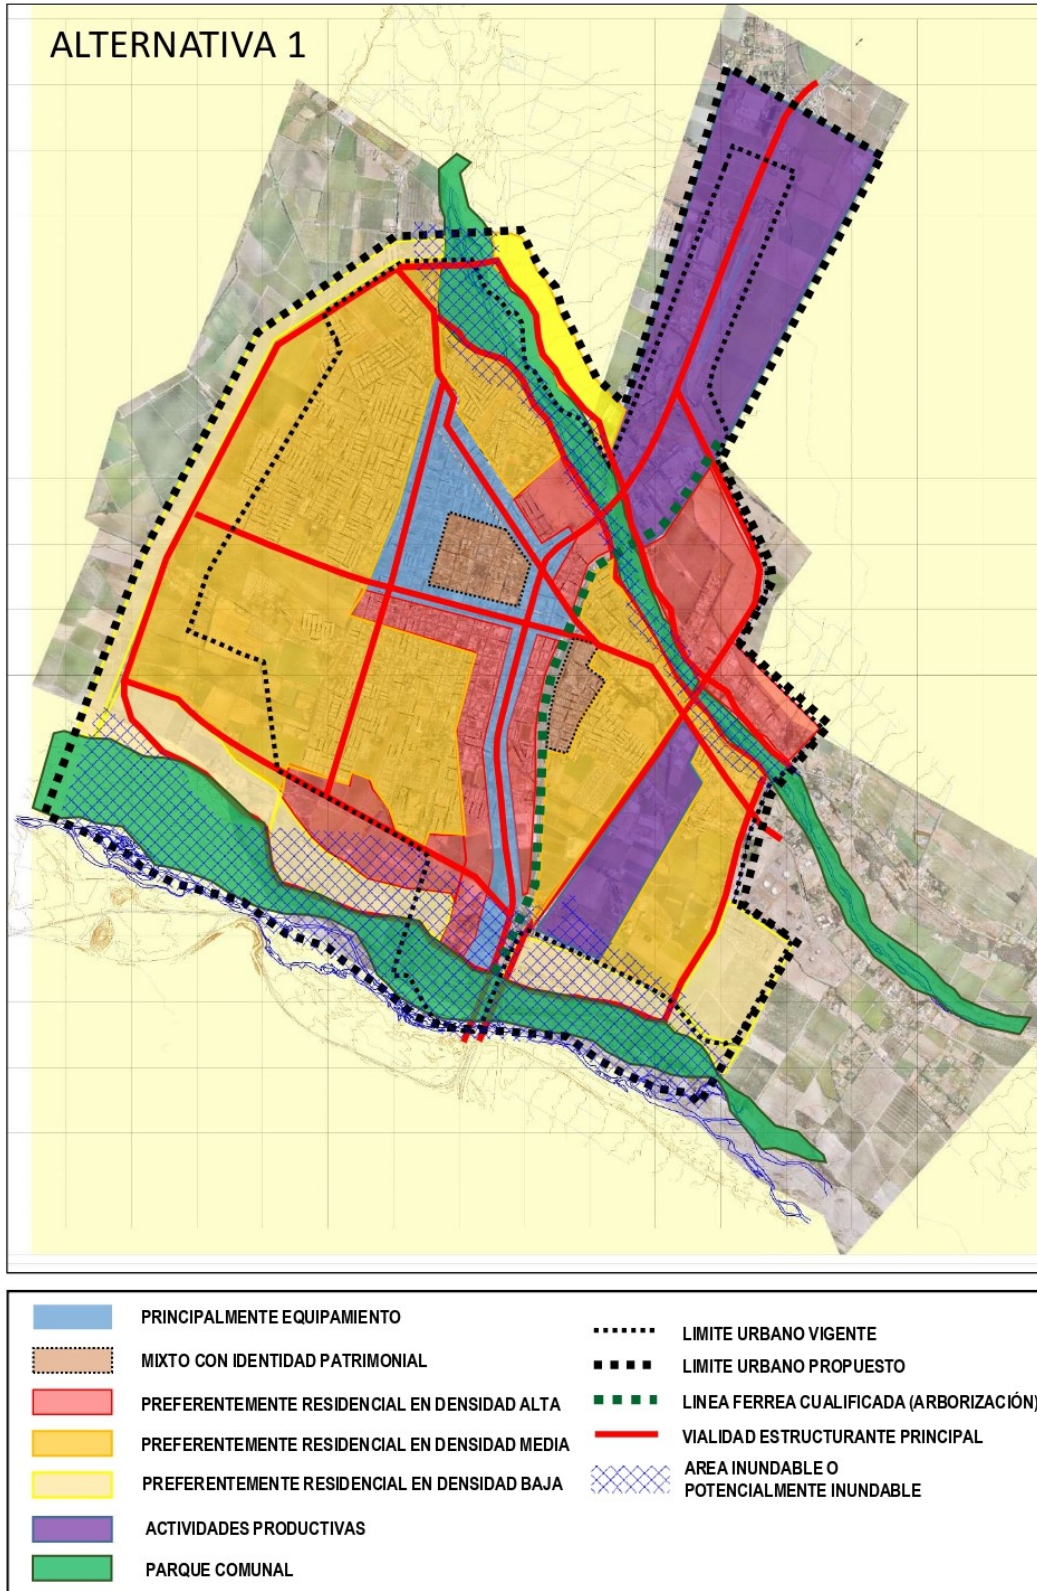 ALTERNATIVA 1
PRINCIPALMENTE EQUIPAMIENTO
MIXTO CON IDENTIDAD PATRIMONIAL
PREFERENTEMENTE RESIDENCIAL EN DENSIDAD ALTA
PREFERENTEMENTE RESIDENCIAL EN DENSIDAD MEDIA
PREFERENTEMENTE RESIDENCIAL EN DENSIDAD BAJA
ACTIVIDADES PRODUCTIVAS
PARQUE COMUNAL
LIMITE URBANO VIGENTE
LIMITE URBANO PROPUESTO
LINEA FERREA CUALIFICADA (ARBORIZACIÓN)
VIALIDAD ESTRUCTURANTE PRINCIPAL
AREA INUNDABLE O
POTENCIALMENTE INUNDABLE